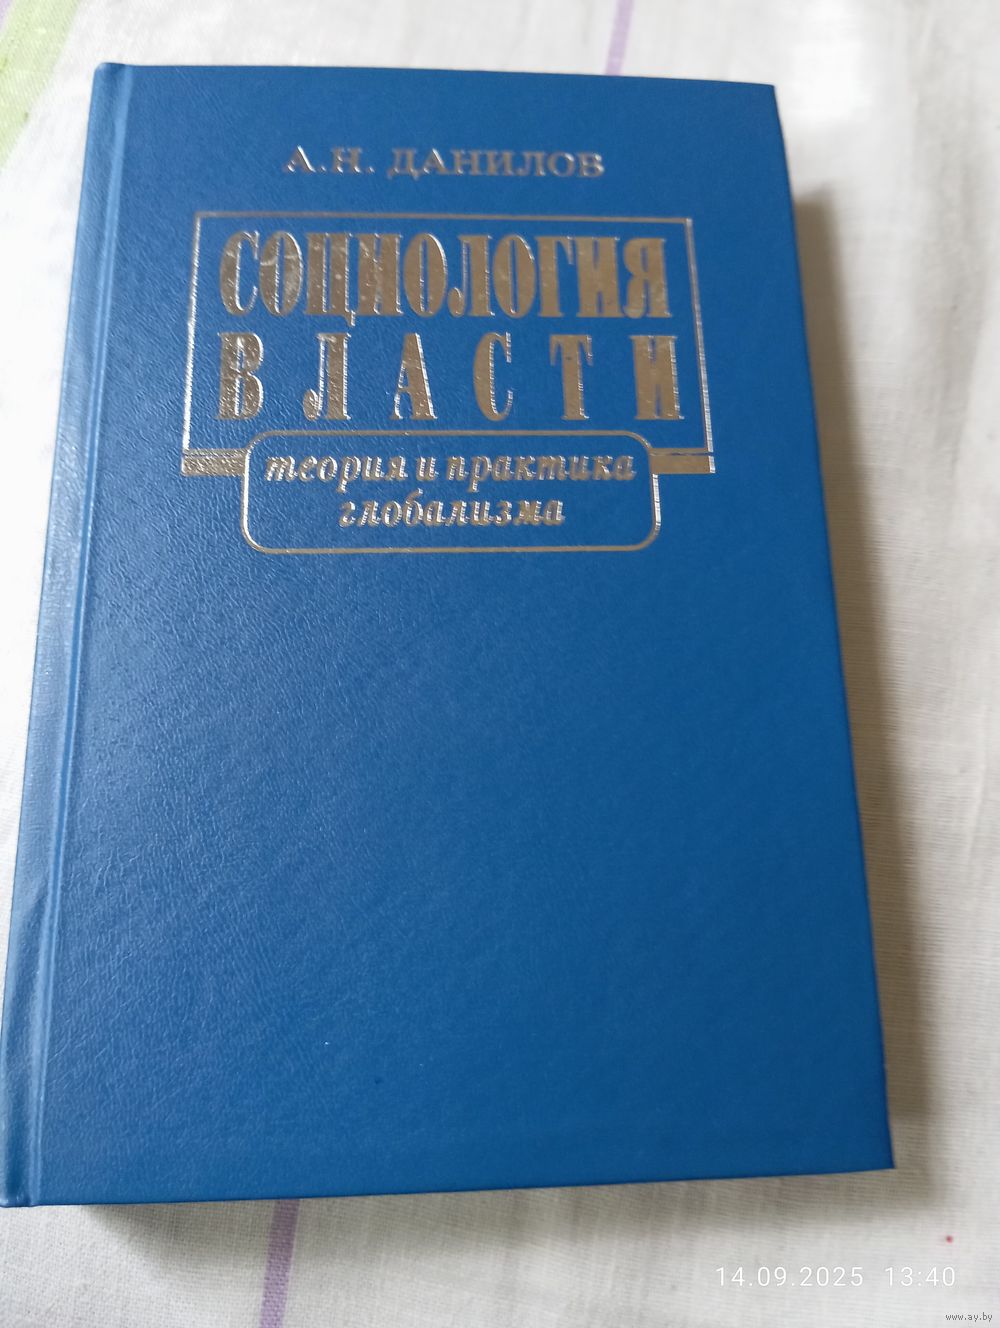 А.Н. ДАНИЛОВ
СОЦИОЛОГИЯ
ВЛАСТИ
теория и практика
глобализма
14.09.2025 13:40
www.ay.by